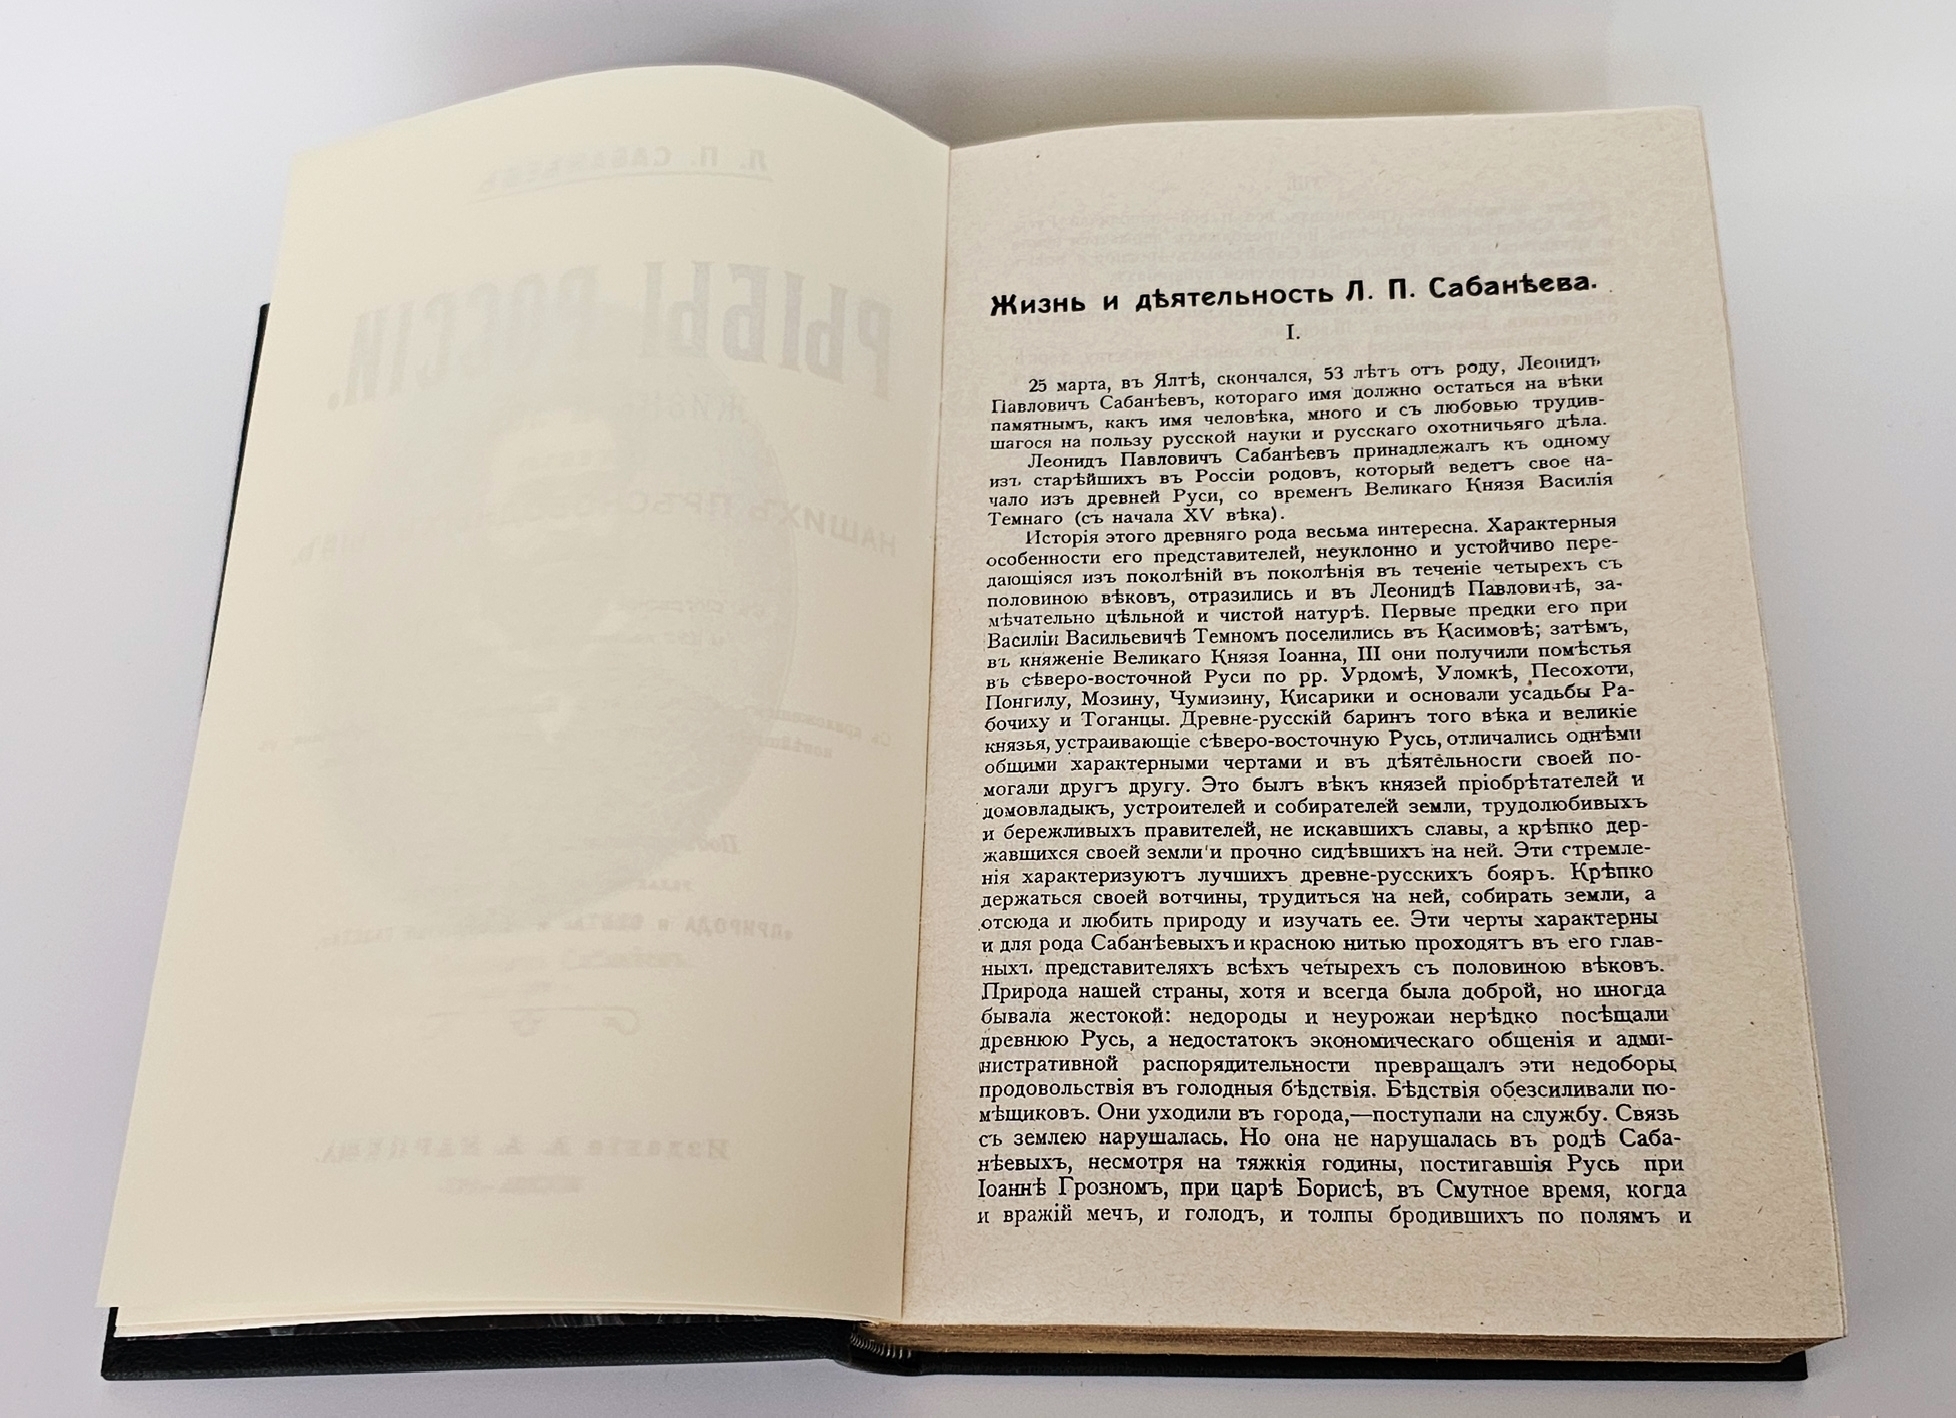 Л. П. САБАНѢЕВЪ
РЫБЫ РОССІИ.
НАШИХЪ ПРѢС
«ПРИРОДА и ОХОТА» и
Изданіе А. А. КАРЦЕВА.
Жизнь и дѣятельность Л. П. Сабанѣева.
I.
25 марта, въ Ялтѣ, скончался, 53 лѣтъ отъ роду, Леонидъ
Павловичъ Сабанѣевъ, котораго имя должно остаться на вѣки
памятнымъ, какъ имя человѣка, много и съ любовью трудив-
шагося на пользу русской науки и русскаго охотничьяго дѣла.
Леонидъ Павловичъ Сабанѣевъ принадлежалъ къ одному
изъ старѣйшихъ въ Россіи родовъ, который ведетъ свое на-
чало изъ древней Руси, со временъ Великаго Князя Василія
Темнаго (съ начала XV вѣка).
Исторія этого древняго рода весьма интересна. Характерныя
особенности его представителей, неуклонно и устойчиво пере-
дающіяся изъ поколѣній въ поколѣнія въ теченіе четырехъ съ
половиною вѣковъ, отразились и въ Леонидѣ Павловичѣ, за-
мѣчательно цѣльной и чистой натурѣ. Первые предки его при
Василіи Васильевичѣ Темномъ поселились въ Касимовѣ; затѣмъ,
въ княженіе Великаго Князя Іоанна, III они получили помѣстья
въ сѣверо-восточной Руси по рр. Урдомѣ, Уломкѣ, Песохоти,
Понгилу, Мозину, Чумизину, Кисарики и основали усадьбы Ра-
бочиху и Тоганцы. Древне-русскій баринъ того вѣка и великіе
князья, устраивающіе сѣверо-восточную Русь, отличались однѣми
общими характерными чертами и въ дѣятельности своей по-
могали другъ другу. Это былъ вѣкъ князей пріобрѣтателей и
домовладыкъ, устроителей и собирателей земли, трудолюбивыхъ
и бережливыхъ правителей, не искавшихъ славы, а крѣпко дер-
жавшихся своей земли и прочно сидѣвшихъ на ней. Эти стремле-
нія характеризуютъ лучшихъ древне-русскихъ бояръ. Крѣпко
держаться своей вотчины, трудиться на ней, собирать земли, а
отсюда и любить природу и изучать ее. Эти черты характерны
и для рода Сабанѣевыхъ и красною нитью проходятъ въ его глав-
ныхъ представителяхъ всѣхъ четырехъ съ половиною вѣковъ.
Природа нашей страны, хотя и всегда была доброй, но иногда
бывала жестокой: недороды и неурожаи нерѣдко посѣщали
древнюю Русь, а недостатокъ экономическаго общенія и адми-
нистративной распорядительности превращалъ эти недоборы
продовольствія въ голодныя бѣдствія. Бѣдствія обезсиливали по-
мѣщиковъ. Они уходили въ города,—поступали на службу. Связь
съ землею нарушалась. Но она не нарушалась въ родѣ Саба-
нѣевыхъ, несмотря на тяжкія годины, постигавшія Русь при
Іоаннѣ Грозномъ, при царѣ Борисѣ, въ Смутное время, когда
и вражій мечъ, и голодъ, и толпы бродившихъ по полямъ и